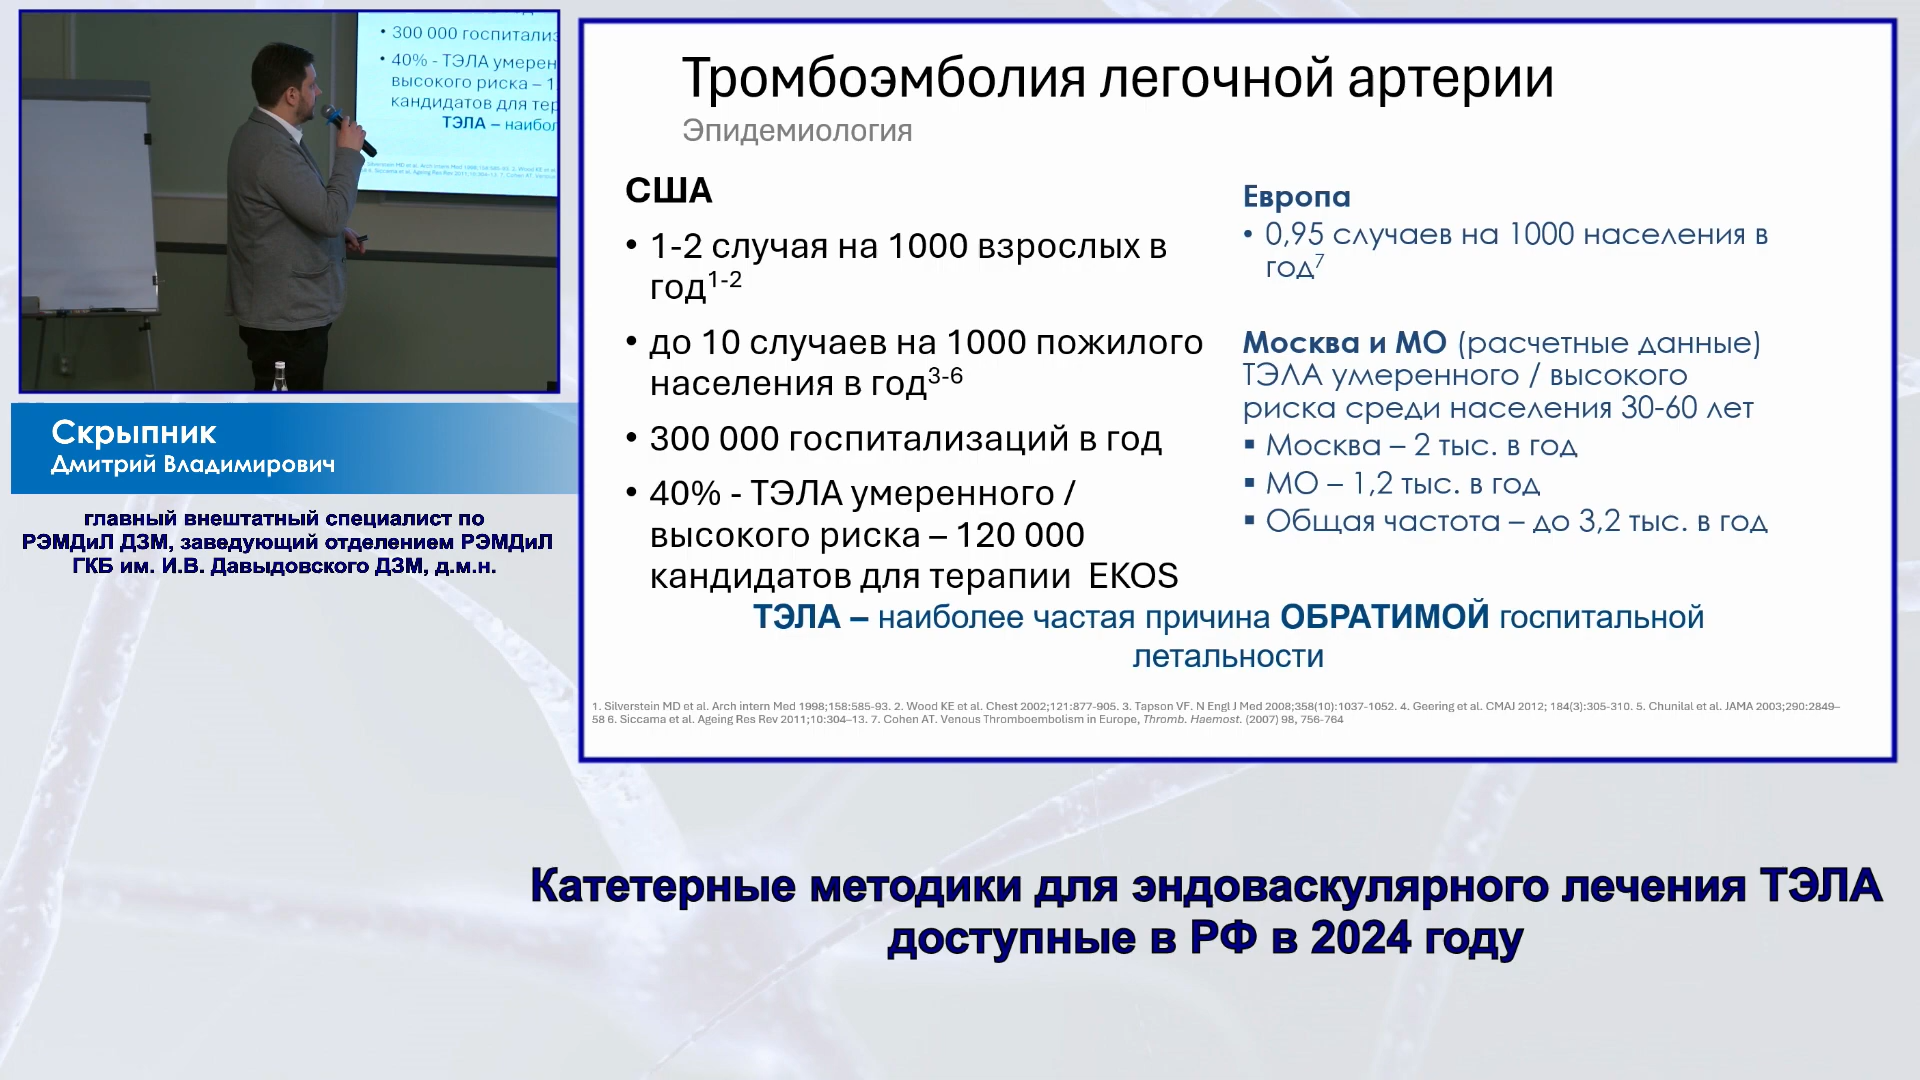 • 300 000 госпитализ
• 40% - ТЭЛА умерен
высокого риска – 1
кандидатов для тер
ТЭЛА – наибол
Скрыпник
Дмитрий Владимирович
главный внештатный специалист по
РЭМДиЛ ДЗМ, заведующий отделением РЭМДиЛ
ГКБ им. И.В. Давыдовского ДЗМ, д.м.н.
Тромбоэмболия легочной артерии
Эпидемиология
США
• 1-2 случая на 1000 взрослых в
год1-2
• до 10 случаев на 1000 пожилого
населения в год3-6
• 300 000 госпитализаций в год
• 40% - ТЭЛА умеренного /
высокого риска – 120 000
кандидатов для терапии EKOS
Европа
• 0,95 случаев на 1000 населения в
год7
Москва и МО (расчетные данные)
ТЭЛА умеренного / высокого
риска среди населения 30-60 лет
▪ Москва – 2 тыс. в год
▪ МО – 1,2 тыс. в год
▪ Общая частота – до 3,2 тыс. в год
ТЭЛА – наиболее частая причина ОБРАТИМОЙ госпитальной
летальности
1. Silverstein MD et al. Arch intern Med 1998;158:585-93. 2. Wood KE et al. Chest 2002;121:877-905. 3. Tapson VF. N Engl J Med 2008;358(10):1037-1052. 4. Geering et al. CMAJ 2012; 184(3):305-310. 5. Chunilal et al. JAMA 2003;290:2849–
58 6. Siccama et al. Ageing Res Rev 2011;10:304–13. 7. Cohen AT. Venous Thromboembolism in Europe, Thromb. Haemost. (2007) 98, 756-764
Катетерные методики для эндоваскулярного лечения ТЭЛА
доступные в РФ в 2024 году